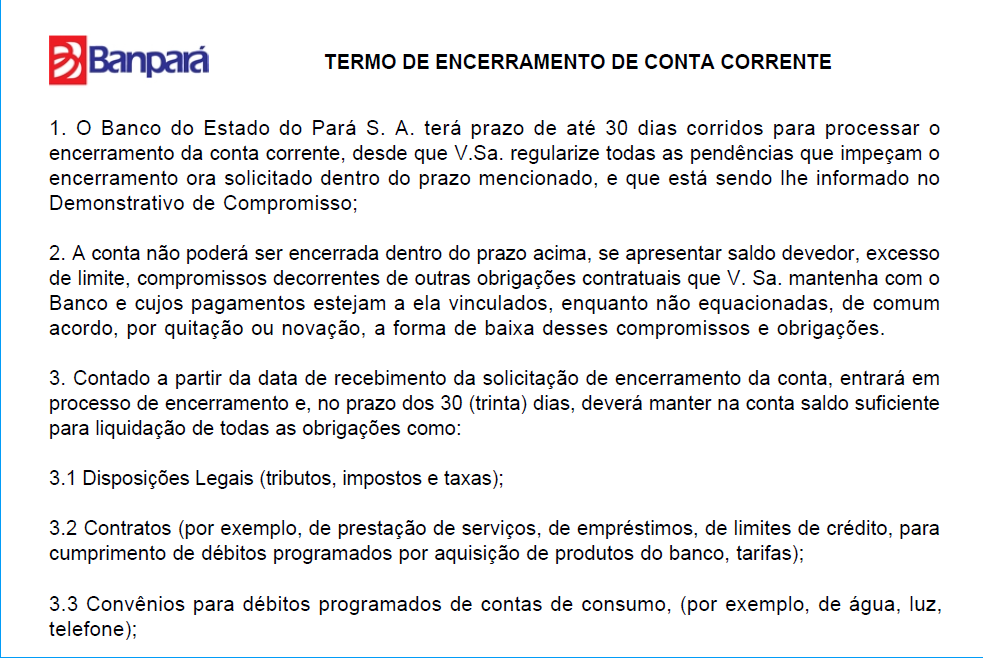 Banpará
TERMO DE ENCERRAMENTO DE CONTA CORRENTE
1. O Banco do Estado do Pará S. A. terá prazo de até 30 dias corridos para processar o
encerramento da conta corrente, desde que V.Sa. regularize todas as pendências que impeçam o
encerramento ora solicitado dentro do prazo mencionado, e que está sendo lhe informado no
Demonstrativo de Compromisso;
2. A conta não poderá ser encerrada dentro do prazo acima, se apresentar saldo devedor, excesso
de limite, compromissos decorrentes de outras obrigações contratuais que V. Sa. mantenha com o
Banco e cujos pagamentos estejam a ela vinculados, enquanto não equacionadas, de comum
acordo, por quitação ou novação, a forma de baixa desses compromissos e obrigações.
3. Contado a partir da data de recebimento da solicitação de encerramento da conta, entrará em
processo de encerramento e, no prazo dos 30 (trinta) dias, deverá manter na conta saldo suficiente
para liquidação de todas as obrigações como:
3.1 Disposições Legais (tributos, impostos e taxas);
3.2 Contratos (por exemplo, de prestação de serviços, de empréstimos, de limites de crédito, para
cumprimento de débitos programados por aquisição de produtos do banco, tarifas);
3.3 Convênios para débitos programados de contas de consumo, (por exemplo, de água, luz,
telefone);